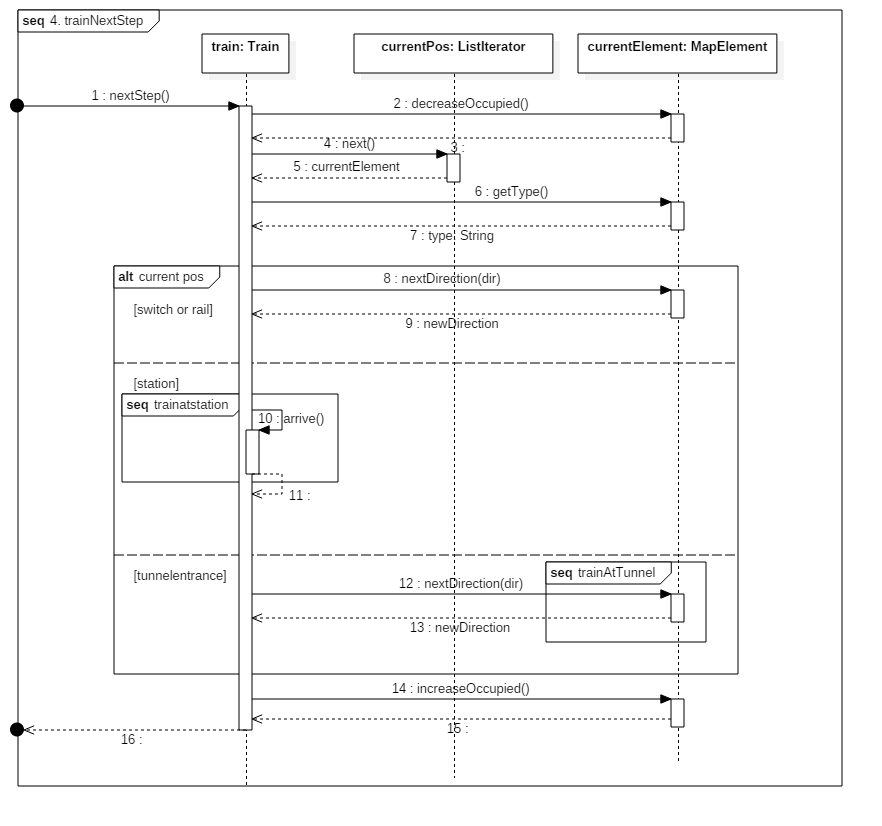 seq 4. trainNextStep
train: Train
currentPos: ListIterator
currentElement: MapElement
1 : nextStep()
2 : decreaseOccupied()
3 :
4 : next()
5 : currentElement
6 : getType()
7 : type: String
alt current pos
8 : nextDirection(dir)
[switch or rail]
9 : newDirection
[station]
seq trainatstation
10 : arrive()
11 :
[tunnelentrance]
seq trainAtTunnel
12 : nextDirection(dir)
13 : newDirection
14 : increaseOccupied()
15 :
16 :